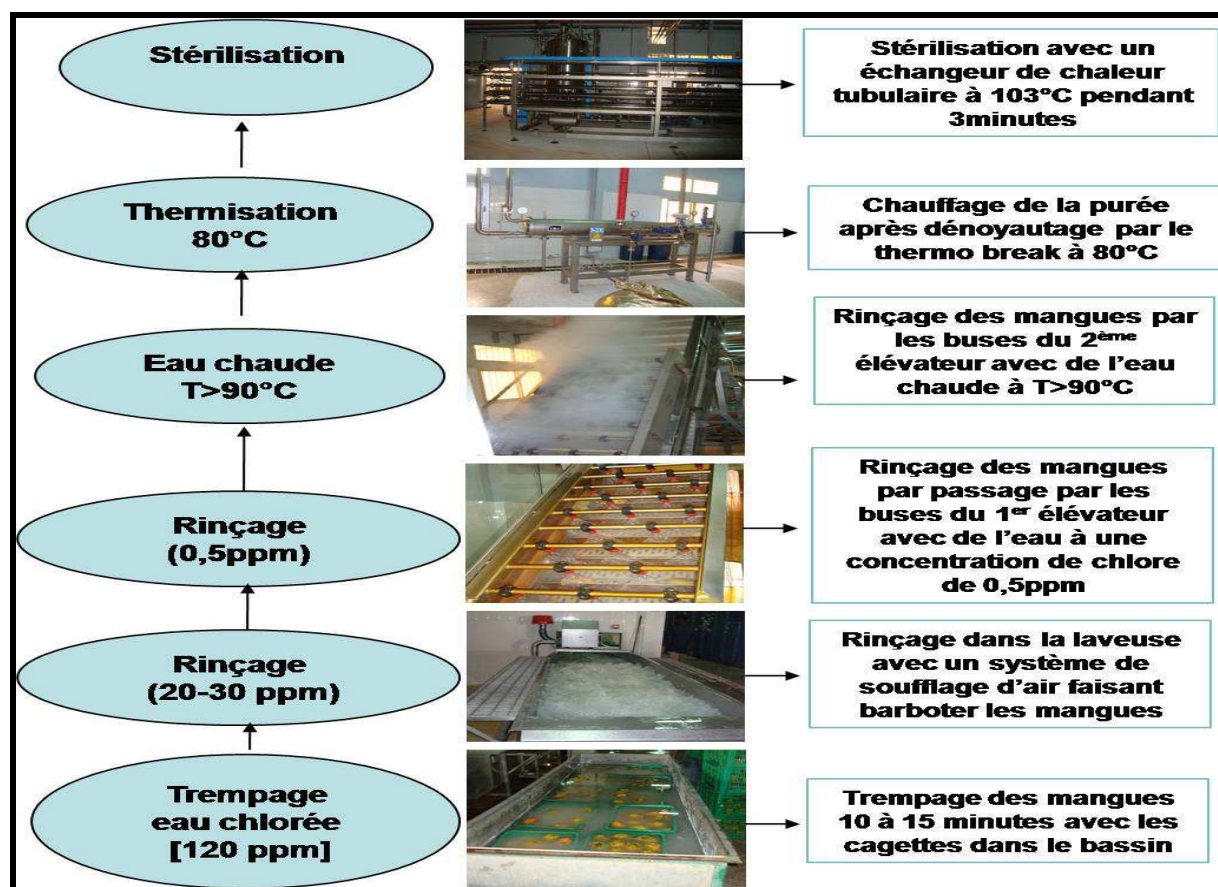 Stérilisation
Stérilisation avec un
échangeur de chaleur
tubulaire à 103°C pendant
3minutes
Thermisation
80°C
Chauffage de la purée
après dénoyautage par le
thermo break à 80°C
Eau chaude
T>90°C
Rinçage des mangues par
les buses du 2ème
élévateur avec de l'eau
chaude à T>90°C
Rinçage
(0,5ppm)
Rinçage des mangues
par passage par les
buses du 1er élévateur
avec de l'eau à une
concentration de chlore
de 0,5ppm
Rinçage
(20-30 ppm)
Rinçage dans la laveuse
avec un système de
soufflage d'air faisant
barboter les mangues
Trempage
eau chlorée
[120 ppm]
Trempage des mangues
10 à 15 minutes avec les
cagettes dans le bassin